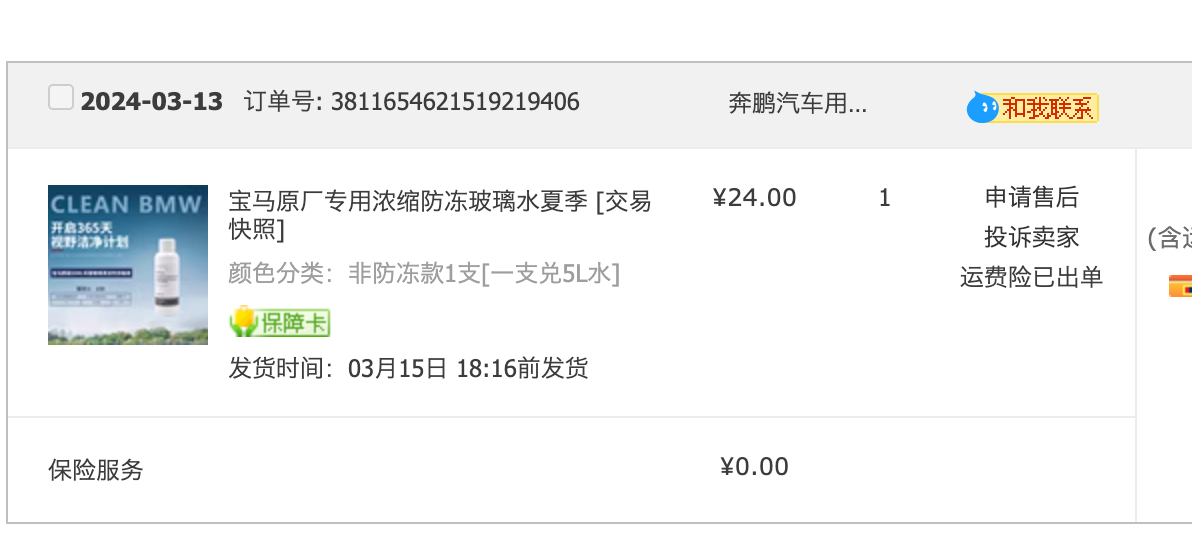 2024-03-13 订单号: 3811654621519219406 奔鹏汽车用... 和我联系
CLEAN BMW
开启365天
视野洁净计划
宝马原厂专用浓缩防冻玻璃水夏季 [交易
快照]
¥24.00 1 申请售后
投诉卖家
(含运
颜色分类：非防冻款1支[一支兑5L水]
运费险已出单
保障卡
发货时间：03月15日 18:16前发货
保险服务 ¥0.00